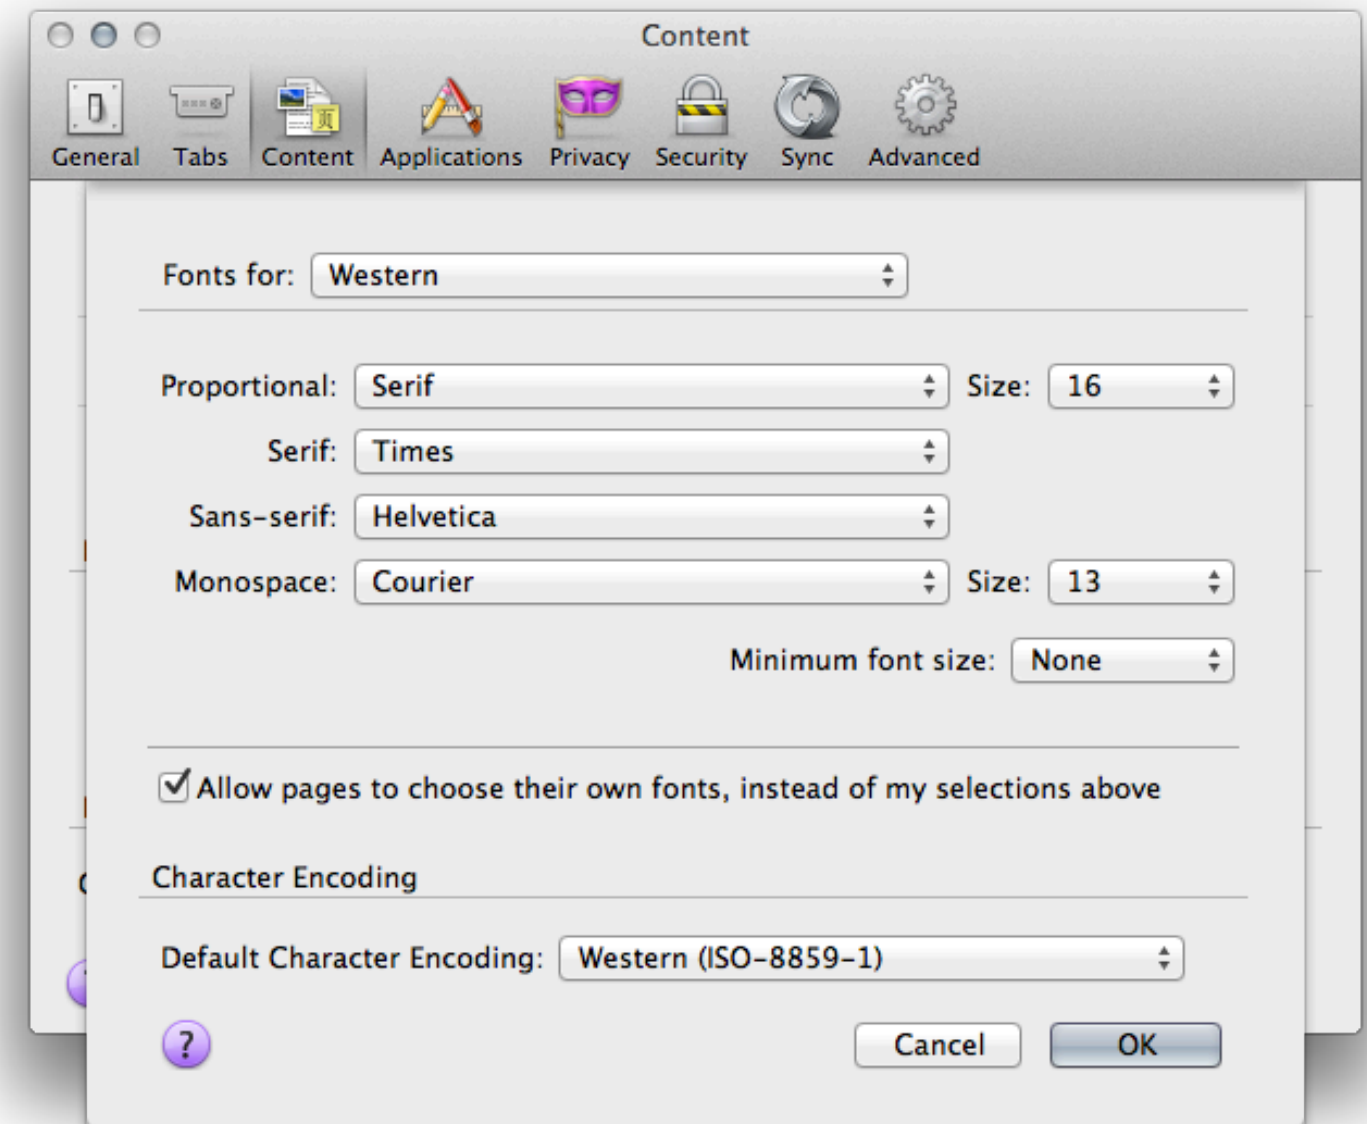 Content
General Tabs Content Applications Privacy Security Sync Advanced
Fonts for: Western
Proportional: Serif Size: 16
Serif: Times
Sans-serif: Helvetica
Monospace: Courier Size: 13
Minimum font size: None
Allow pages to choose their own fonts, instead of my selections above
Character Encoding
Default Character Encoding: Western (ISO-8859-1)
? Cancel OK